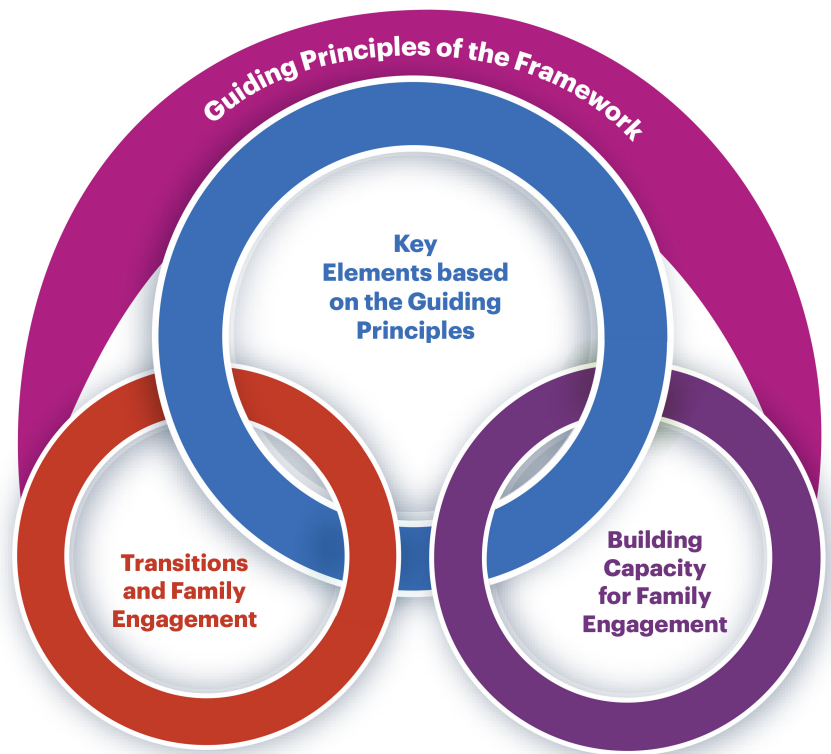 Guiding Principles of the Framework
Key
Elements based
on the Guiding
Principles
Transitions
and Family
Engagement
Building
Capacity
for Family
Engagement